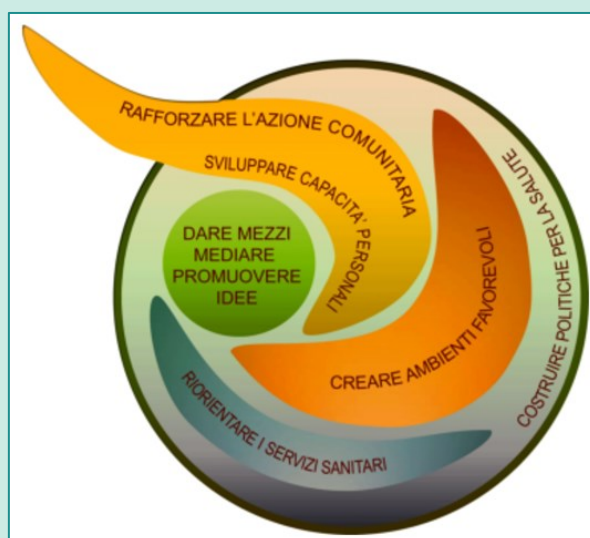 RAFFORZARE L'AZIONE COMUNITARIA
SVILUPPARE CAPACITA' PERSONALI
DARE MEZZI
MEDIARE
PROMUOVERE
IDEE
CREARE AMBIENTI FAVOREVOLI
COSTRUIRE POLITICHE PER LA SALUTE
RIORIENTARE I SERVIZI SANITARI